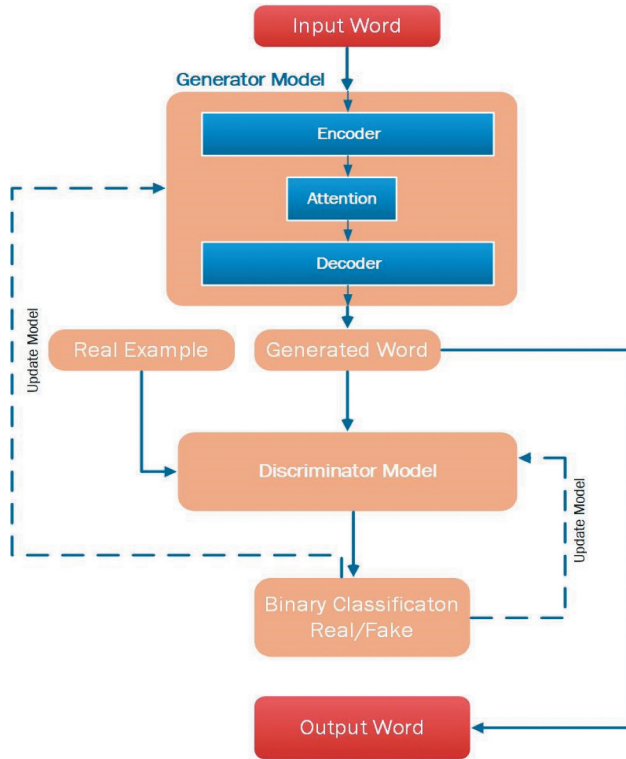 Input Word
Generator Model
Encoder
Attention
Decoder
Real Example
Generated Word
Update Model
Discriminator Model
Update Model
Binary Classificaton
Real/Fake
Output Word